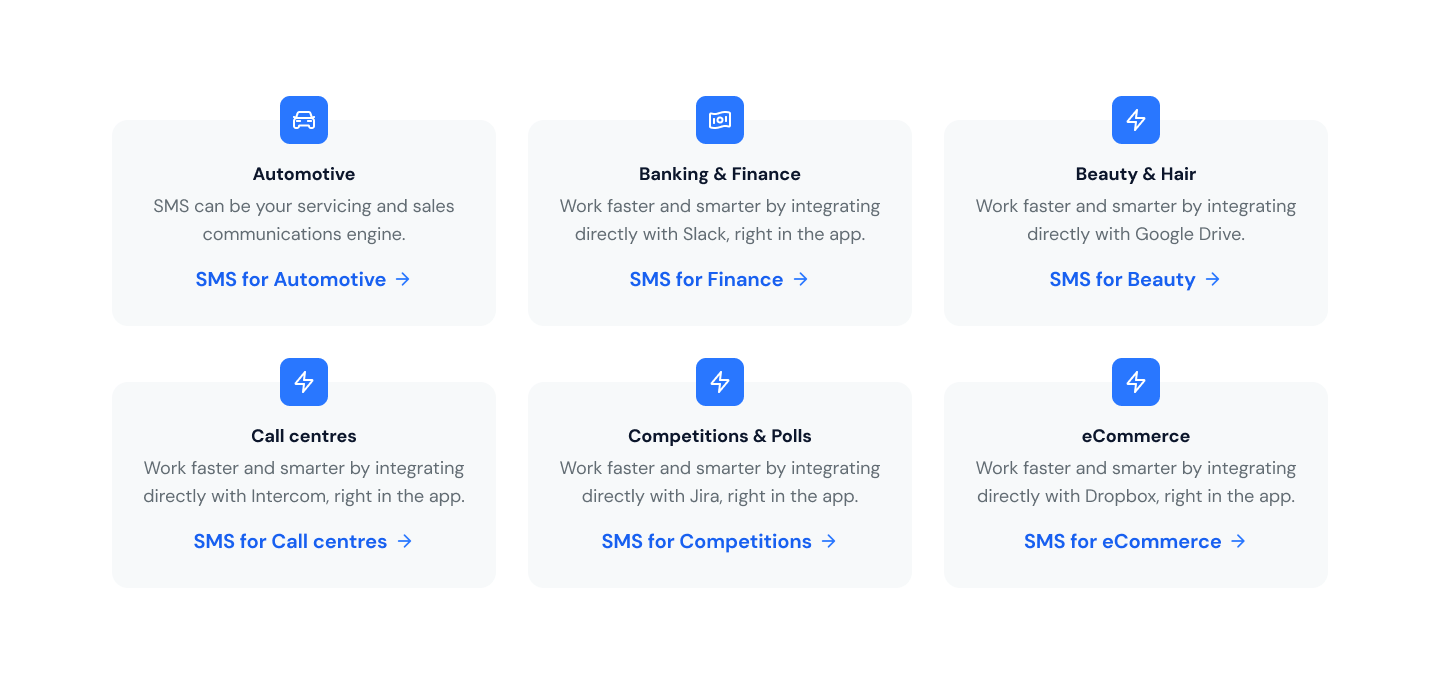 Automotive
SMS can be your servicing and sales
communications engine.
SMS for Automotive
Banking & Finance
Work faster and smarter by integrating
directly with Slack, right in the app.
SMS for Finance
Beauty & Hair
Work faster and smarter by integrating
directly with Google Drive.
SMS for Beauty
Call centres
Work faster and smarter by integrating
directly with Intercom, right in the app.
SMS for Call centres
Competitions & Polls
Work faster and smarter by integrating
directly with Jira, right in the app.
SMS for Competitions
eCommerce
Work faster and smarter by integrating
directly with Dropbox, right in the app.
SMS for eCommerce